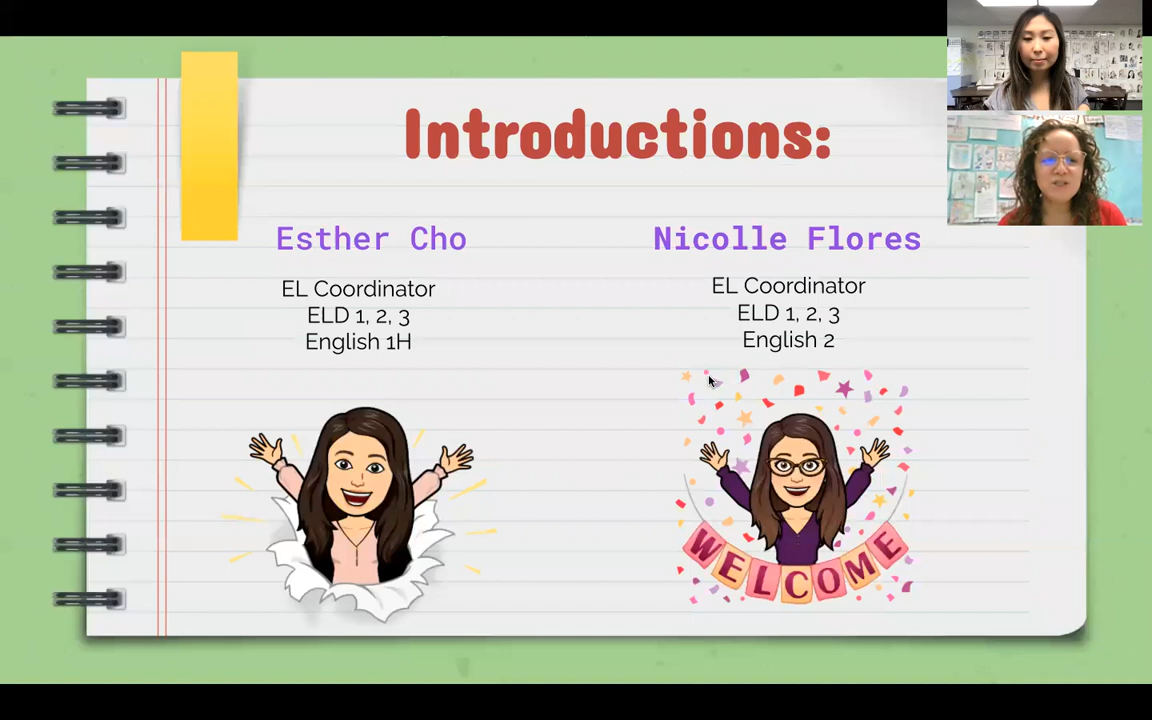 Introductions:
Esther Cho
EL Coordinator
ELD 1, 2, 3
English 1H
Nicolle Flores
EL Coordinator
ELD 1, 2, 3
English 2
WELCOME